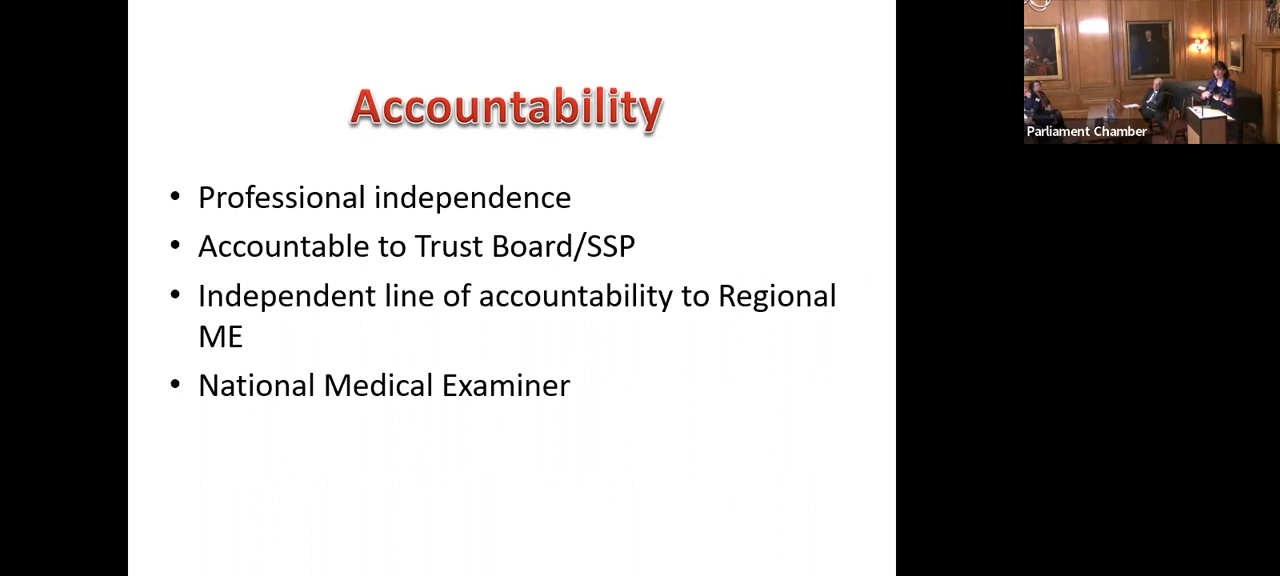 Accountability
• Professional independence
• Accountable to Trust Board/SSP
• Independent line of accountability to Regional
ME
• National Medical Examiner
Parliament Chamber